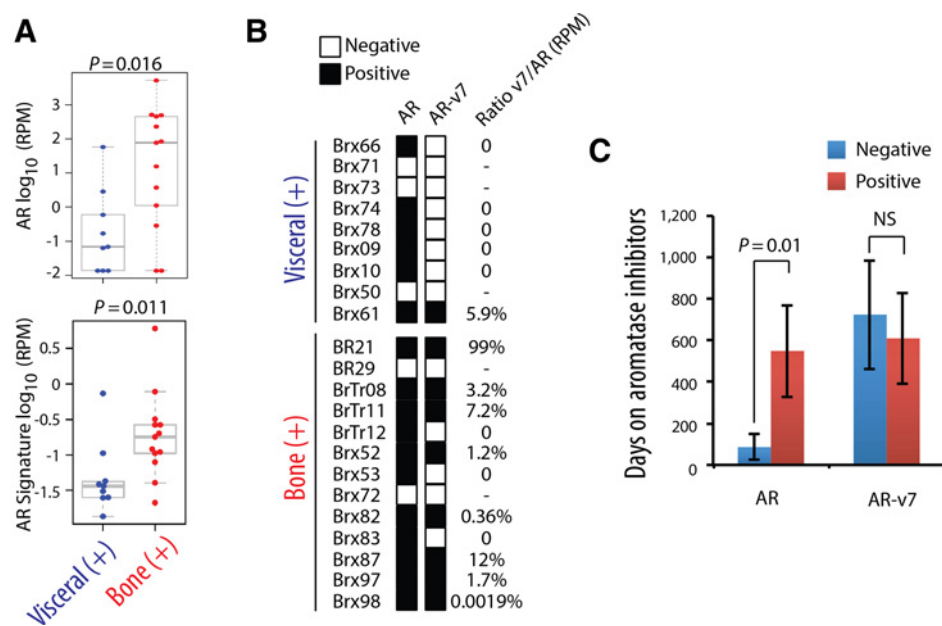 A
P = 0.016
AR log10 (RPM)
3
2
1
0
-1
-2
P = 0.011
AR Signature log10 (RPM)
0.5
0
-0.5
-1
-1.5
Visceral (+)
Bone (+)
B
Negative
Positive
AR
AR-v7
Ratio v7/AR (RPM)
Visceral (+)
Brx66 0
Brx71 -
Brx73 -
Brx74 0
Brx78 0
Brx09 0
Brx10 0
Brx50 -
Brx61 5.9%
Bone (+)
BR21 99%
BR29 -
BrTr08 3.2%
BrTr11 7.2%
BrTr12 0
Brx52 1.2%
Brx53 0
Brx72 -
Brx82 0.36%
Brx83 0
Brx87 12%
Brx97 1.7%
Brx98 0.0019%
C
Negative
Positive
Days on aromatase inhibitors
1,200
1,000
800
600
400
200
0
P = 0.01
NS
AR
AR-v7